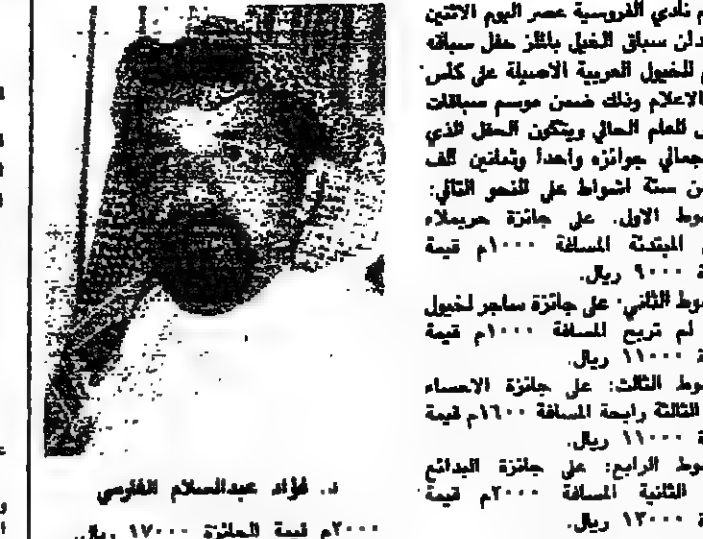 م نادي الفروسية عصر اليوم الاثنين
دان سباق الخيل بالملز حفل سباقه
م للخيول العربية الاصيلة على كاس
الاعلام وذلك ضمن موسم سباقات
للعام الحالي ويتكون الحفل الذي
جمالي جوائزه واحدا وثمانين الف
من ستة اشواط على النحو التالي:
وط الاول. على جائزة حريملاء
المبتدئة المسافة ١٠٠٠م قيمة
ة ٩٠٠٠ ريال.
وط الثاني: على جائزة ساجر لخيول
لم تربح المسافة ١٠٠٠م قيمة
ة ١١٠٠٠ ريال.
وط الثالث: على جائزة الاحساء
الثالثة رابحة المسافة ١٦٠٠م قيمة
ة ١١٠٠٠ ريال.
وط الرابع: على جائزة البدائع
الثانية المسافة ٢٠٠٠م قيمة
ة ١٣٠٠٠ ريال.
د. فؤاد عبدالسلام الفارسي
٢٠٠٠م قيمة الجائزة ١٧٠٠٠ ريال.